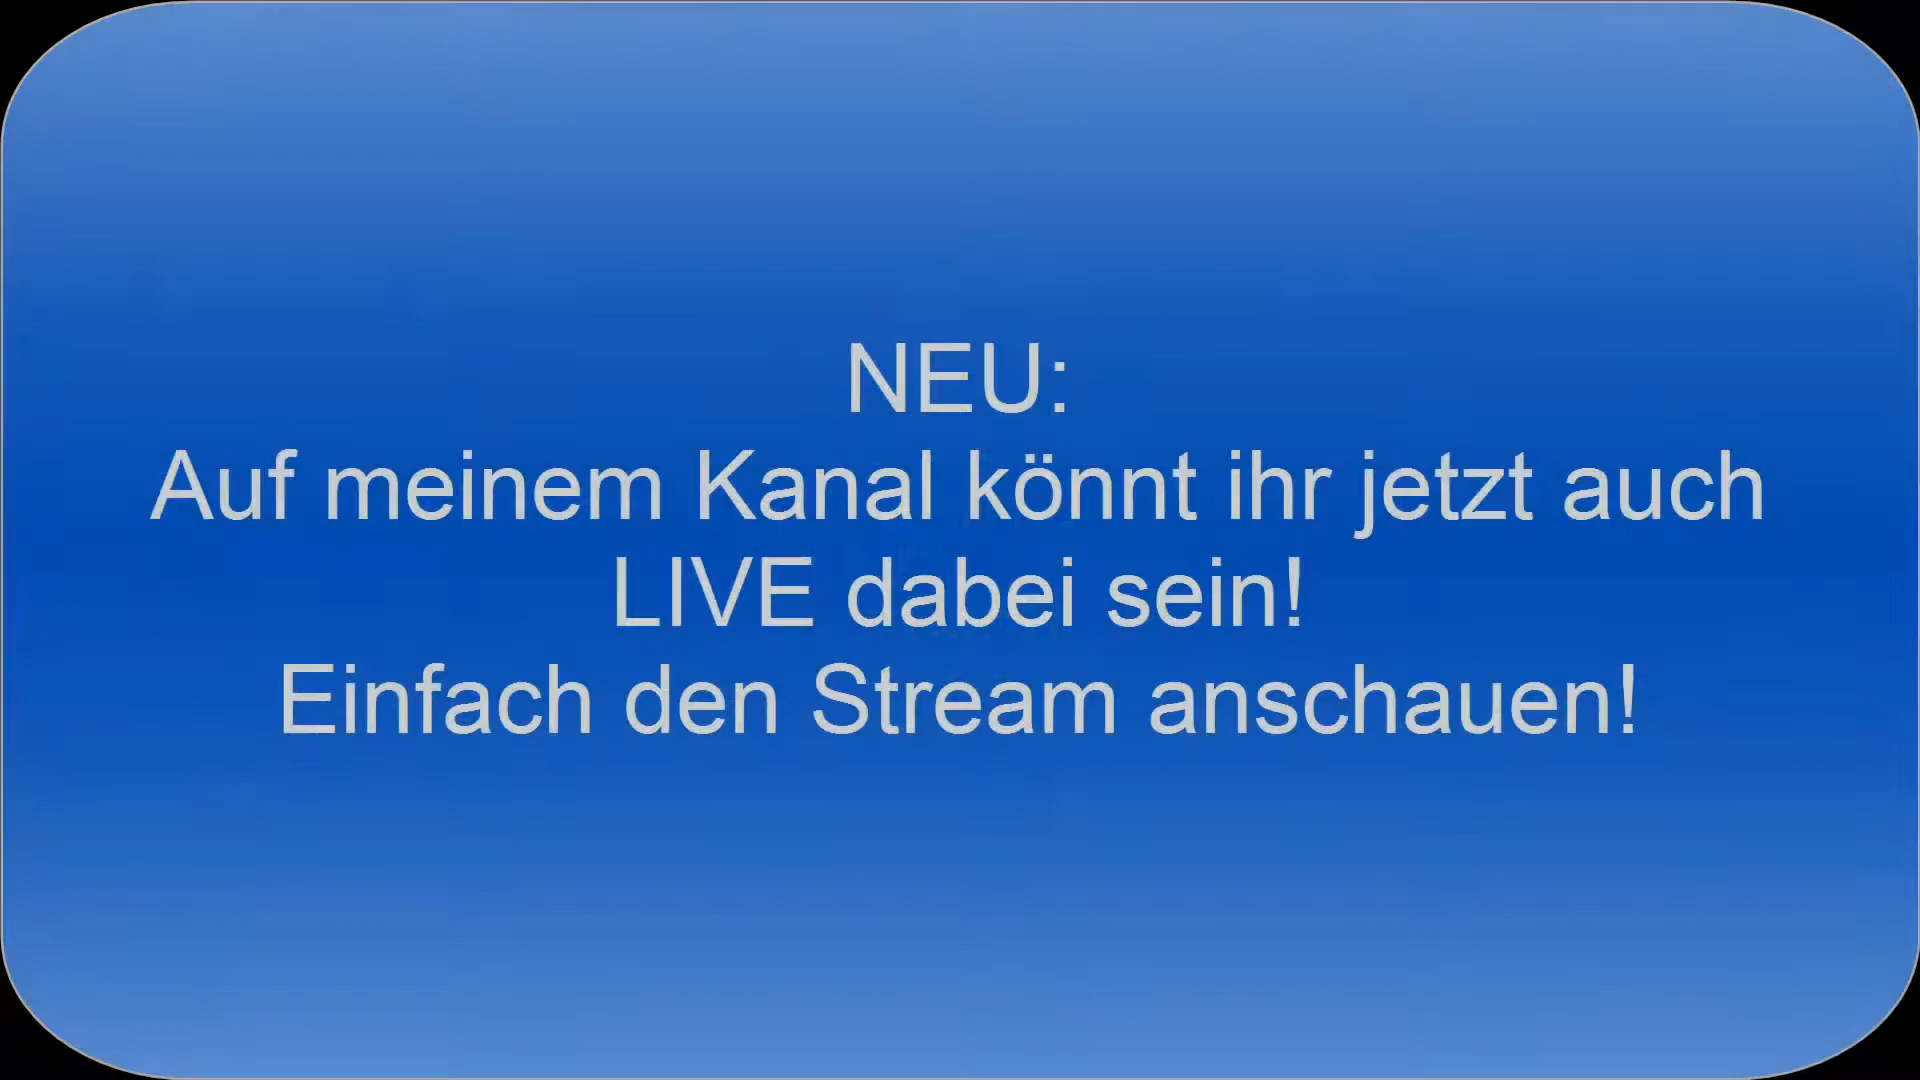 NEU:
Auf meinem Kanal könnt ihr jetzt auch
LIVE dabei sein!
Einfach den Stream anschauen!